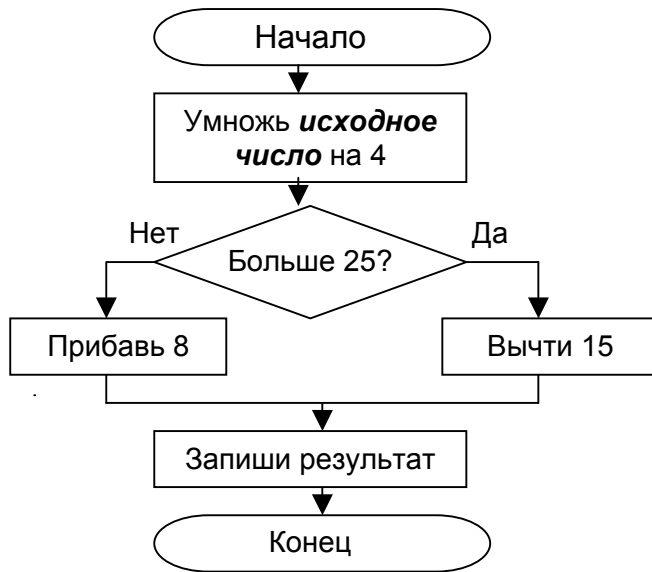 Начало
Умножь исходное
число на 4
Нет
Да
Больше 25?
Прибавь 8
Вычти 15
Запиши результат
Конец